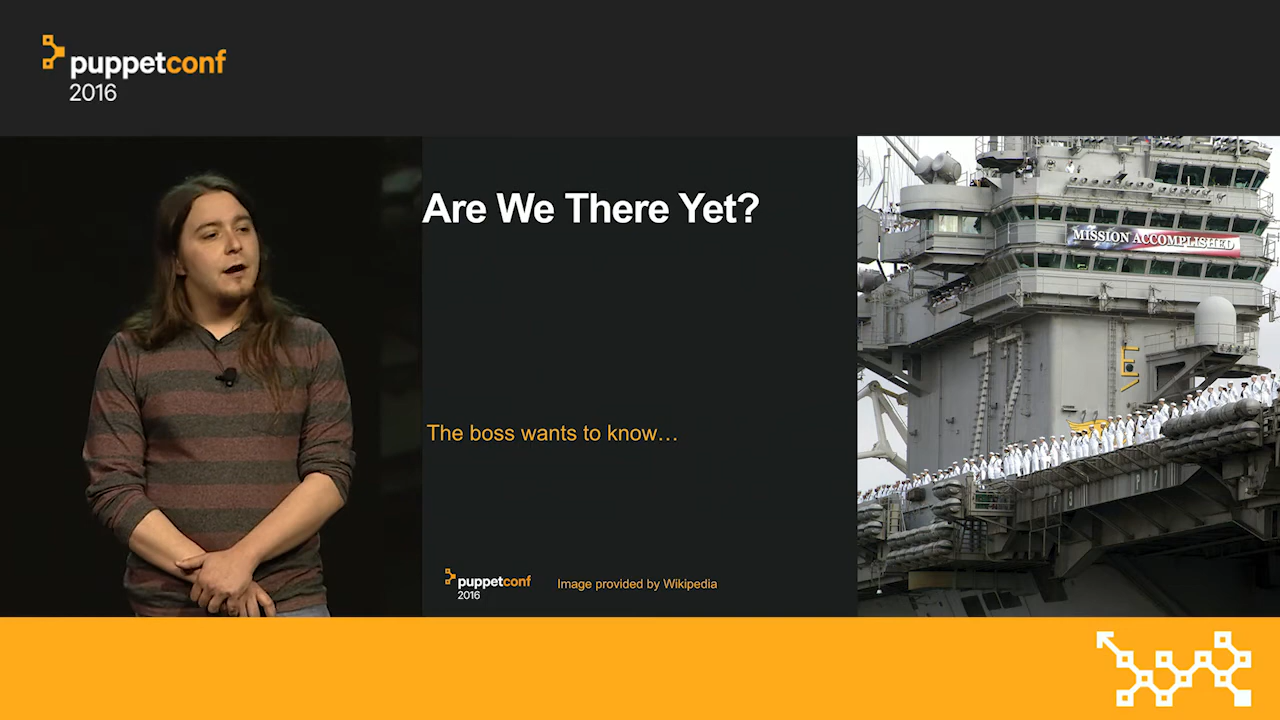 puppetconf
2016
Are We There Yet?
MISSION ACCOMPLISHED
E
The boss wants to know…
puppetconf
2016
Image provided by Wikipedia